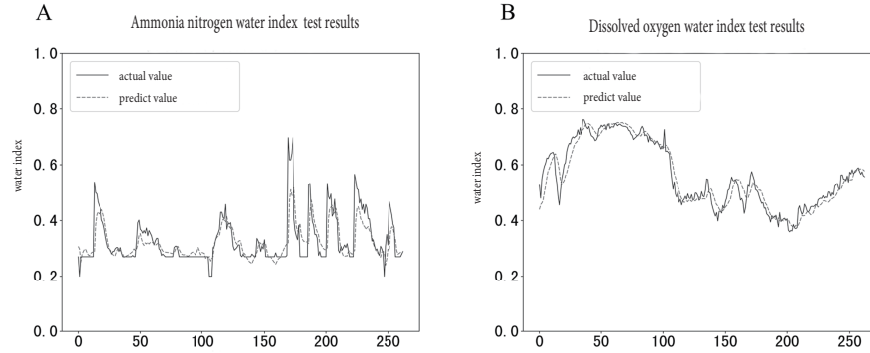 A
Ammonia nitrogen water index test results
1.0
0.8
0.6
0.4
0.2
0.0
water index
actual value
predict value
0 50 100 150 200 250
B
Dissolved oxygen water index test results
1.0
0.8
0.6
0.4
0.2
0.0
water index
actual value
predict value
0 50 100 150 200 250